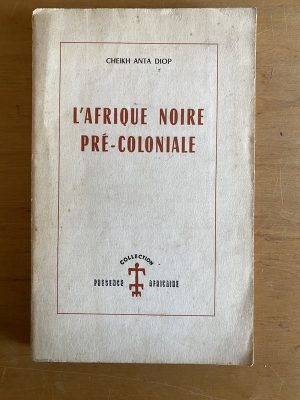 CHEIKH ANTA DIOP
L'AFRIQUE NOIRE
PRÉ-COLONIALE
COLLECTION
PRESENCE AFRICAINE